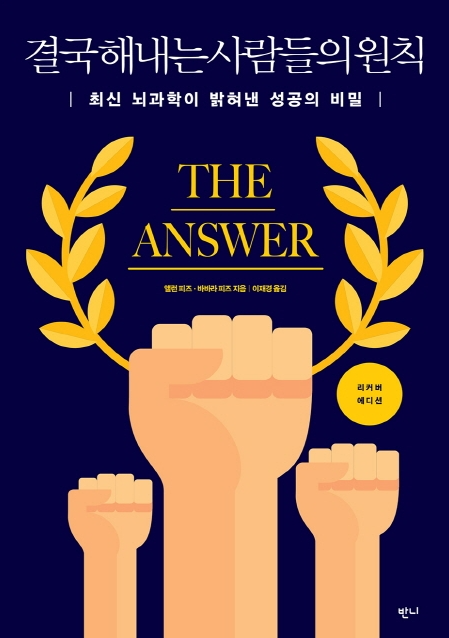 결국 해내는 사람들의 원칙
| 최신 뇌과학이 밝혀낸 성공의 비밀 |
THE
ANSWER
앨런 피즈 · 바바라 피즈 지음 | 이재경 옮김
리커버
에디션
반니